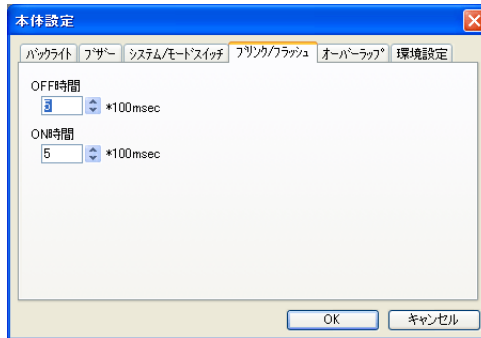 本体設定
ﾊﾞｯｸﾗｲﾄ ﾌﾞｻﾞｰ ｼｽﾃﾑ/ﾓｰﾄﾞｽｲｯﾁ ﾌﾞﾘﾝｸ/ﾌﾗｯｼｭ ｵｰﾊﾞｰﾗｯﾌﾟ 環境設定
OFF時間
5 *100msec
ON時間
5 *100msec
OK ｷｬﾝｾﾙ